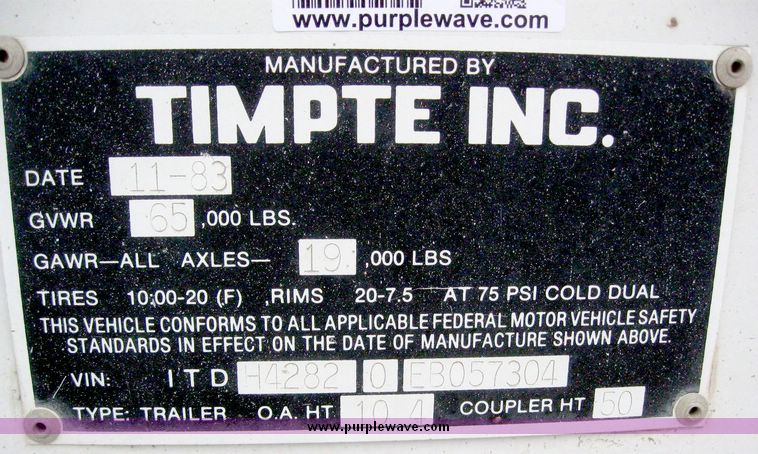 www.purplewave.com
MANUFACTURED BY
TIMPTE INC.
DATE 11-83
GVWR 65 ,000 LBS.
GAWR—ALL AXLES— 19 ,000 LBS
TIRES 10:00-20 (F) ,RIMS 20-7.5 AT 75 PSI COLD DUAL
THIS VEHICLE CONFORMS TO ALL APPLICABLE FEDERAL MOTOR VEHICLE SAFETY
STANDARDS IN EFFECT ON THE DATE OF MANUFACTURE SHOWN ABOVE.
VIN: ITD H4282 0 EB057304
TYPE: TRAILER O.A. HT 10 4 COUPLER HT 50
www.purplewave.com